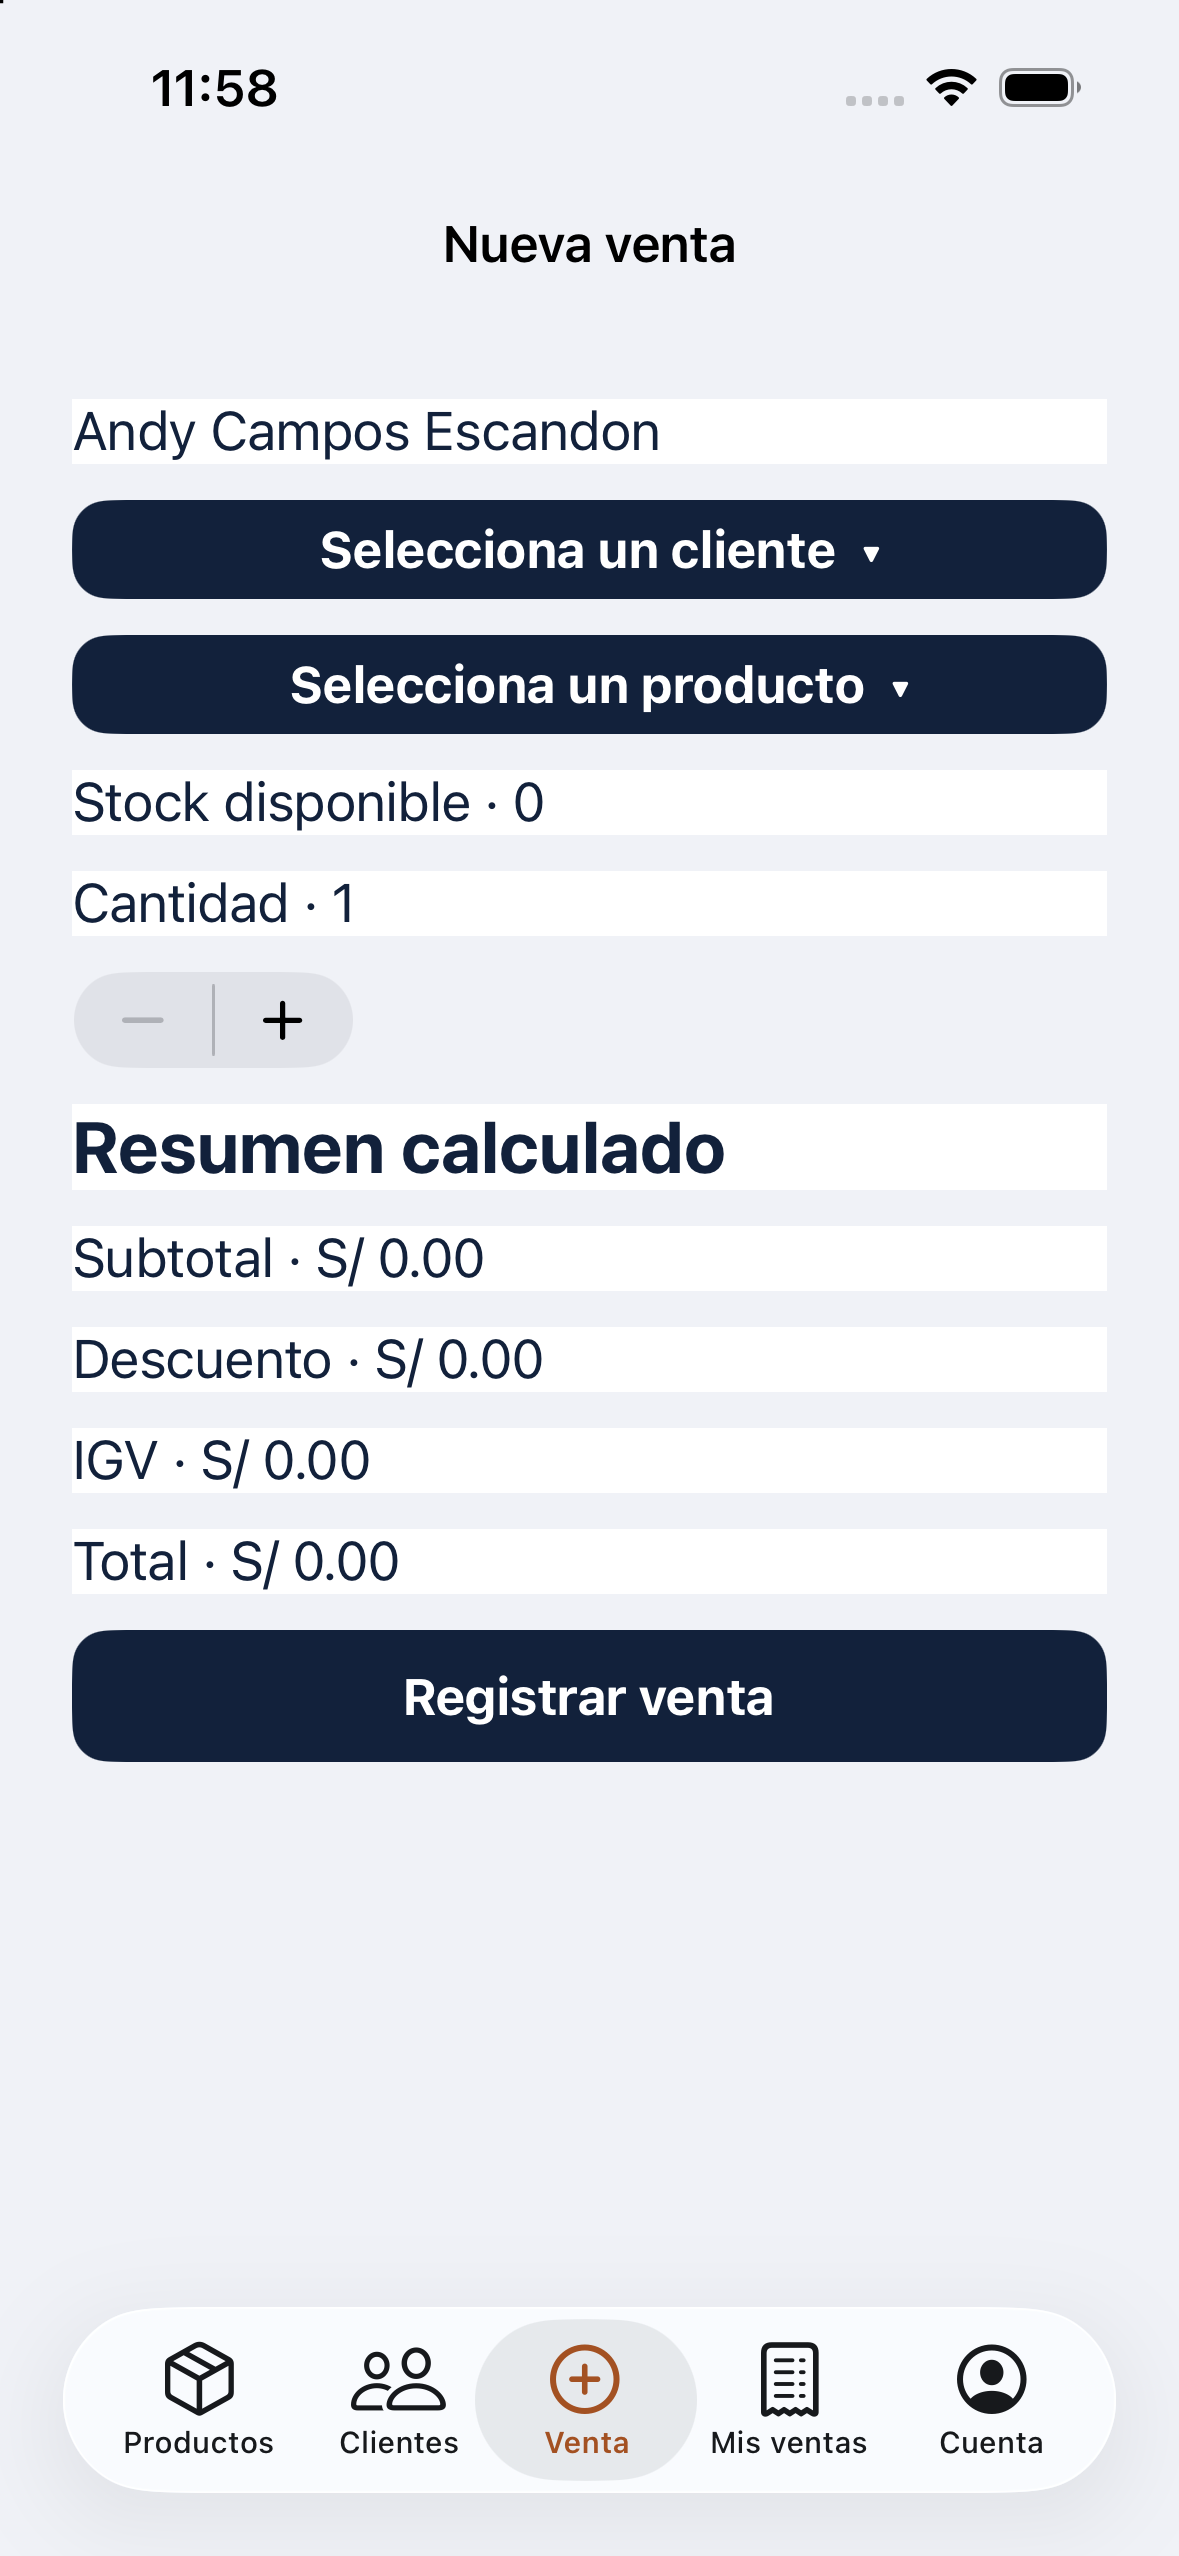 11:58
Nueva venta
Andy Campos Escandon
Selecciona un cliente
Selecciona un producto
Stock disponible · 0
Cantidad · 1
Resumen calculado
Subtotal · S/ 0.00
Descuento · S/ 0.00
IGV · S/ 0.00
Total · S/ 0.00
Registrar venta
Productos Clientes Venta Mis ventas Cuenta